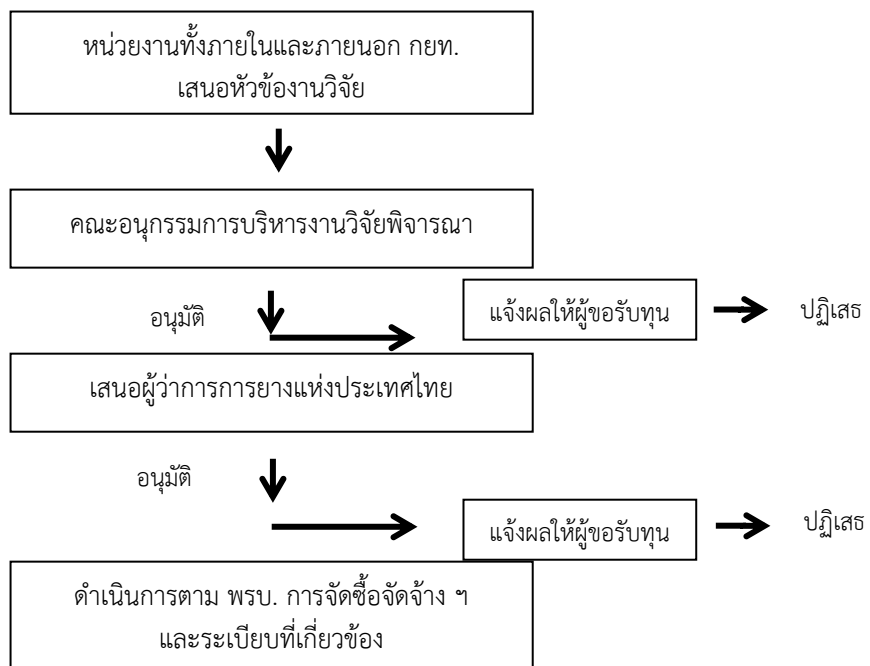 หน่วยงานทั้งภายในและภายนอก กยท.
เสนอหัวข้องานวิจัย
คณะอนุกรรมการบริหารงานวิจัยพิจารณา
อนุมัติ
แจ้งผลให้ผู้ขอรับทุน
ปฏิเสธ
เสนอผู้ว่าการการยางแห่งประเทศไทย
อนุมัติ
แจ้งผลให้ผู้ขอรับทุน
ปฏิเสธ
ดำเนินการตาม พรบ. การจัดซื้อจัดจ้าง ฯ
และระเบียบที่เกี่ยวข้อง